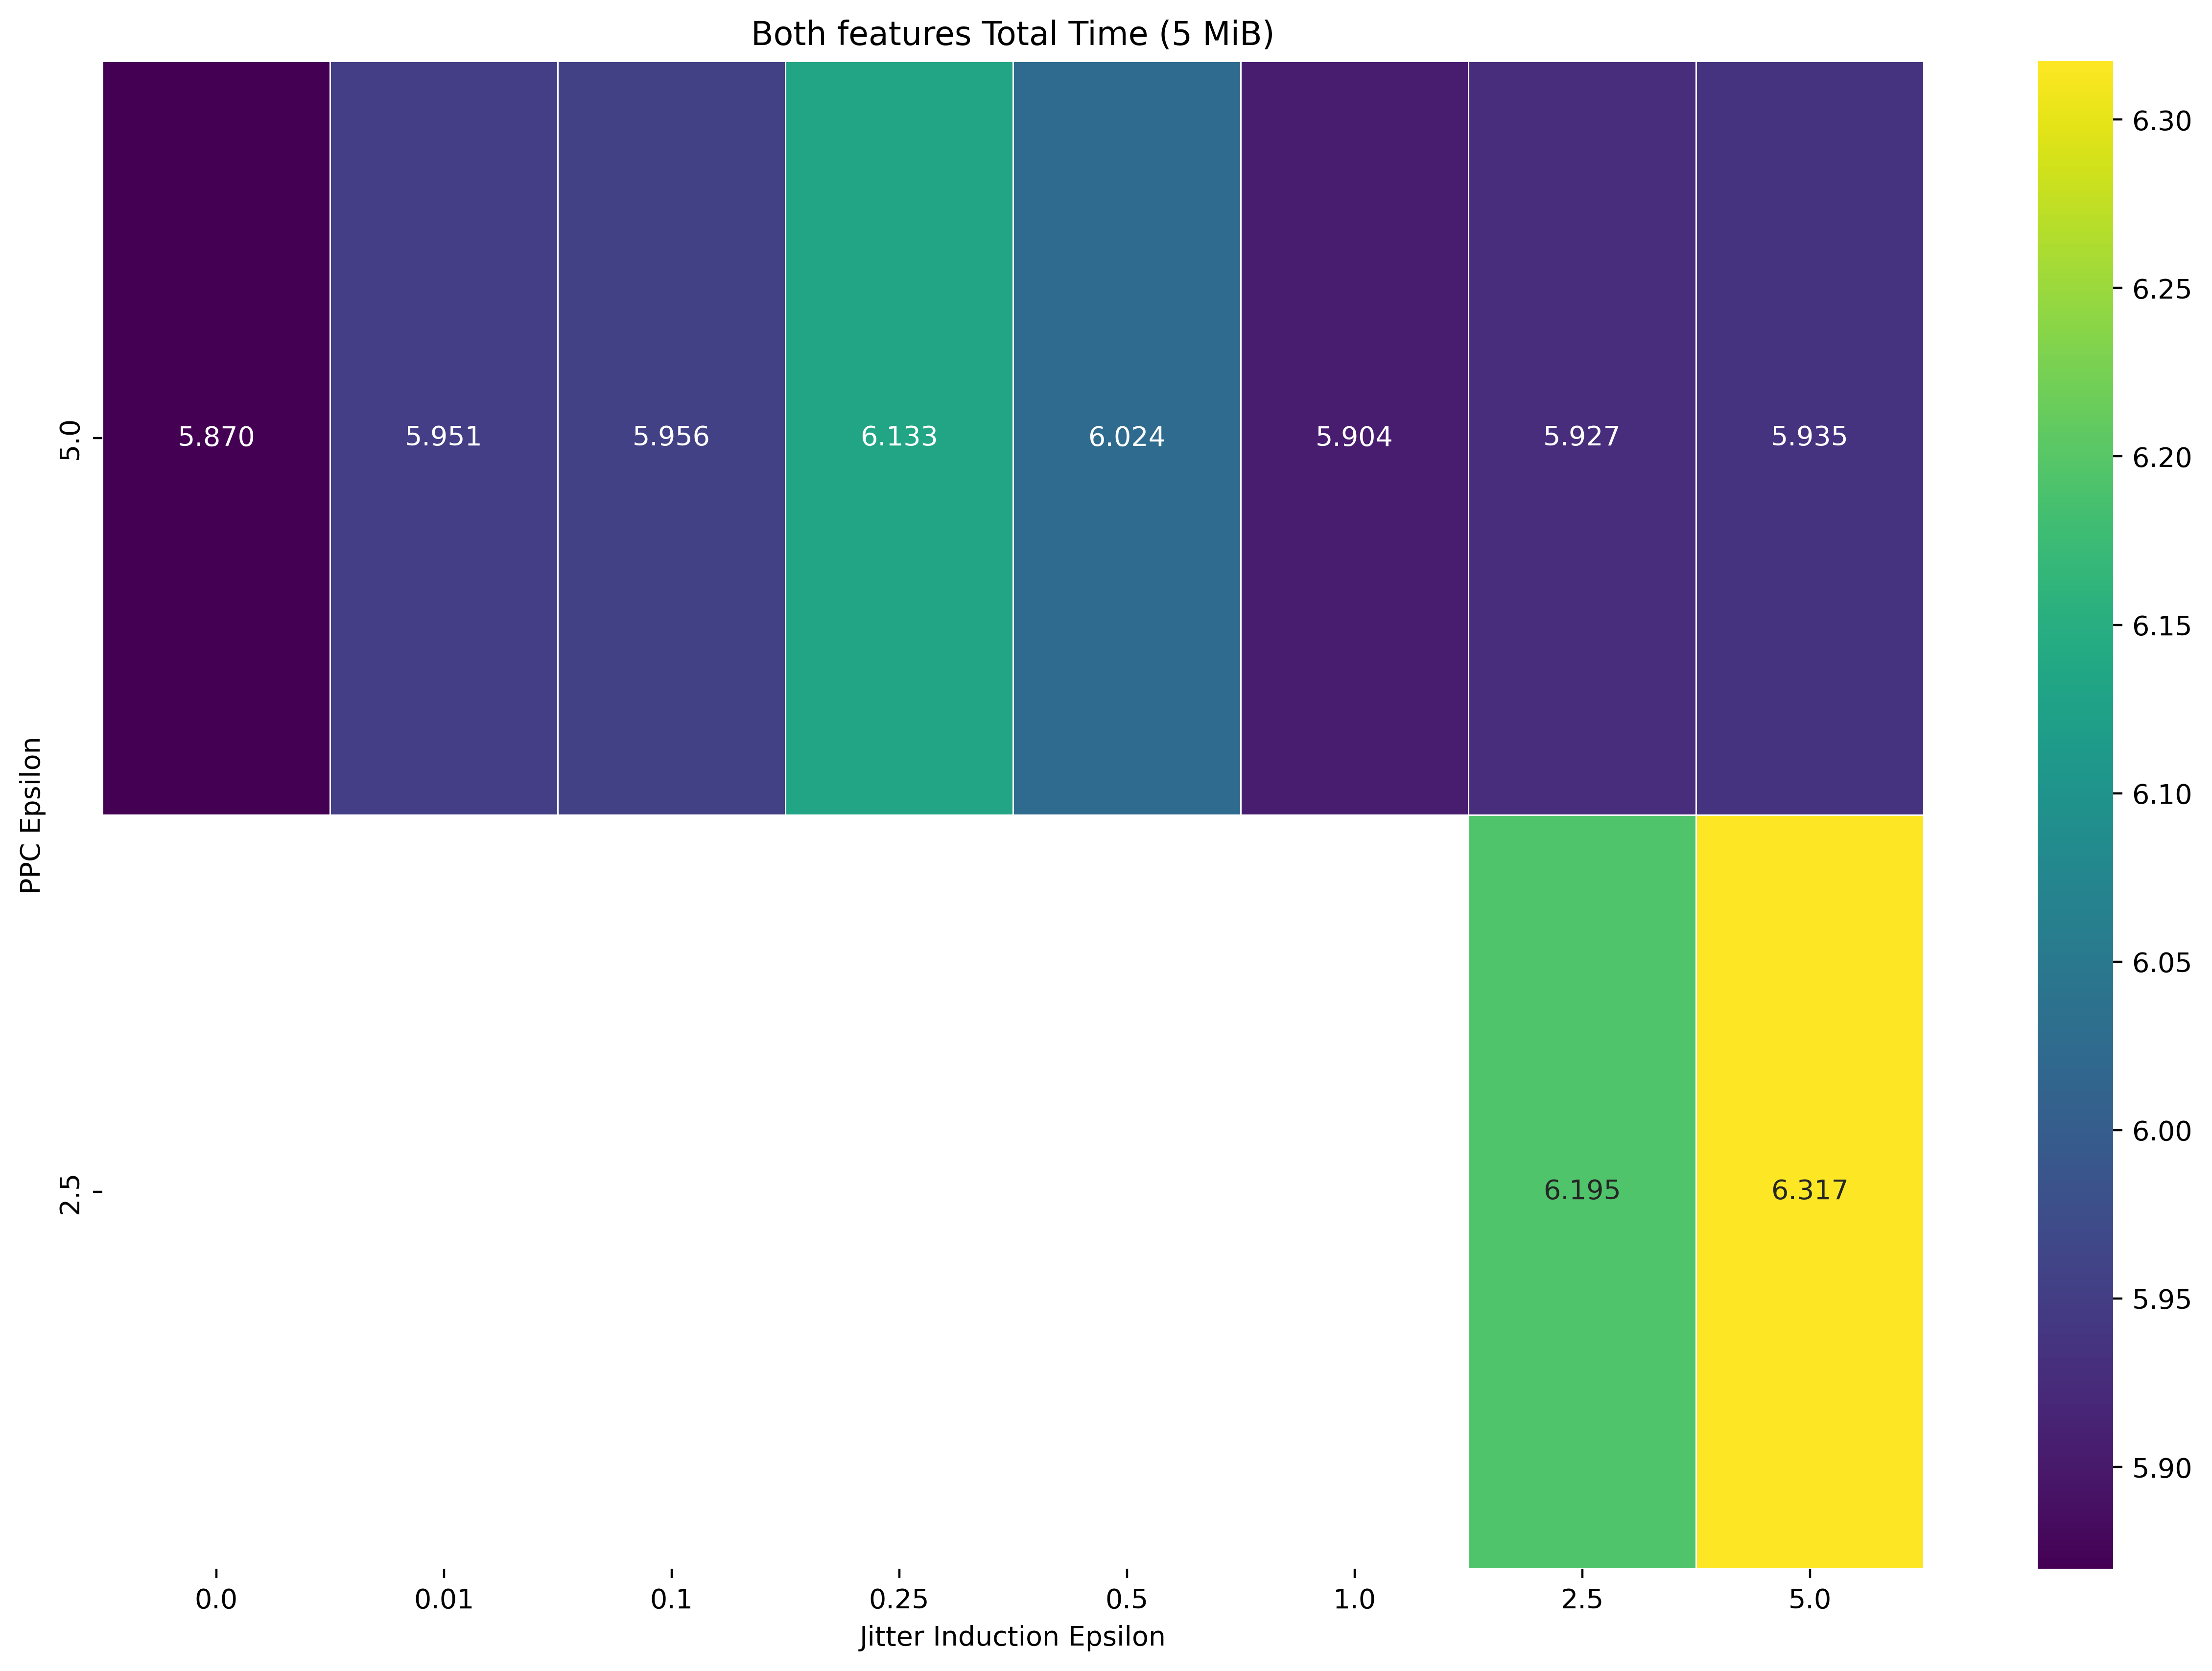 Both features Total Time (5 MiB)
PPC Epsilon
5.0
5.870 5.951 5.956 6.133 6.024 5.904 5.927 5.935
2.5
6.195 6.317
0.0 0.01 0.1 0.25 0.5 1.0 2.5 5.0
Jitter Induction Epsilon
6.30
6.25
6.20
6.15
6.10
6.05
6.00
5.95
5.90